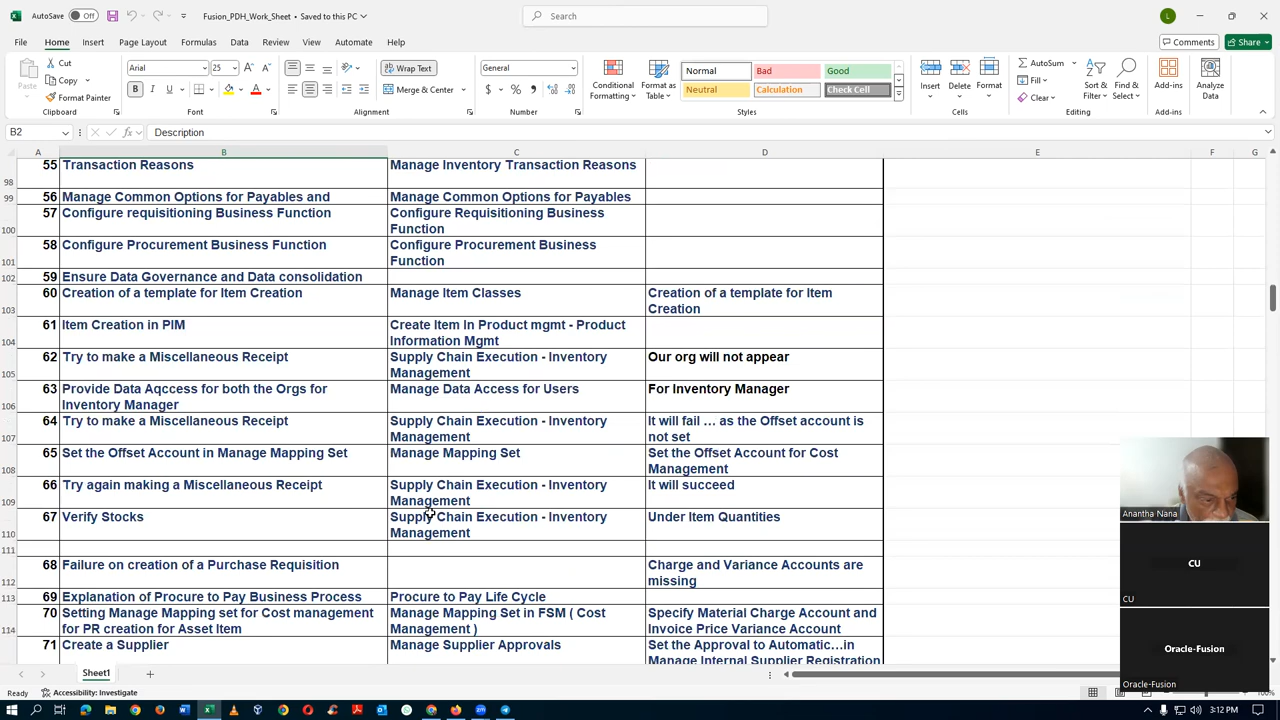 AutoSave Off Fusion_PDH_Work_Sheet • Saved to this PC Search L
File Home Insert Page Layout Formulas Data Review View Automate Help Comments Share
Paste Cut Copy Format Painter Clipboard
Arial 25 Font
Wrap Text Merge & Center Alignment
General Number
Conditional Formatting Format as Table
Normal Bad Good
Neutral Calculation Check Cell
Styles
Insert Delete Format Cells
AutoSum Fill Clear Sort & Filter Find & Select Editing
Add-ins Add-ins
Analyze Data
B2 fx Description
A B C D E F G
98 55 Transaction Reasons Manage Inventory Transaction Reasons
99 56 Manage Common Options for Payables and Manage Common Options for Payables
100 57 Configure requisitioning Business Function Configure Requisitioning Business Function
101 58 Configure Procurement Business Function Configure Procurement Business Function
102 59 Ensure Data Governance and Data consolidation
103 60 Creation of a template for Item Creation Manage Item Classes Creation of a template for Item Creation
104 61 Item Creation in PIM Create Item In Product mgmt - Product Information Mgmt
105 62 Try to make a Miscellaneous Receipt Supply Chain Execution - Inventory Management Our org will not appear
106 63 Provide Data Aqccess for both the Orgs for Inventory Manager Manage Data Access for Users For Inventory Manager
107 64 Try to make a Miscellaneous Receipt Supply Chain Execution - Inventory Management It will fail … as the Offset account is not set
108 65 Set the Offset Account in Manage Mapping Set Manage Mapping Set Set the Offset Account for Cost Management
109 66 Try again making a Miscellaneous Receipt Supply Chain Execution - Inventory Management It will succeed
110 67 Verify Stocks Supply Chain Execution - Inventory Management Under Item Quantities
111
112 68 Failure on creation of a Purchase Requisition Charge and Variance Accounts are missing
113 69 Explanation of Procure to Pay Business Process Procure to Pay Life Cycle
114 70 Setting Manage Mapping set for Cost management for PR creation for Asset Item Manage Mapping Set in FSM ( Cost Management ) Specify Material Charge Account and Invoice Price Variance Account
71 Create a Supplier Manage Supplier Approvals Set the Approval to Automatic…in Manage Internal Supplier Registration
Anantha Nana
CU
CU
Oracle-Fusion
Oracle-Fusion
Sheet1
Ready Accessibility: Investigate
3:12 PM